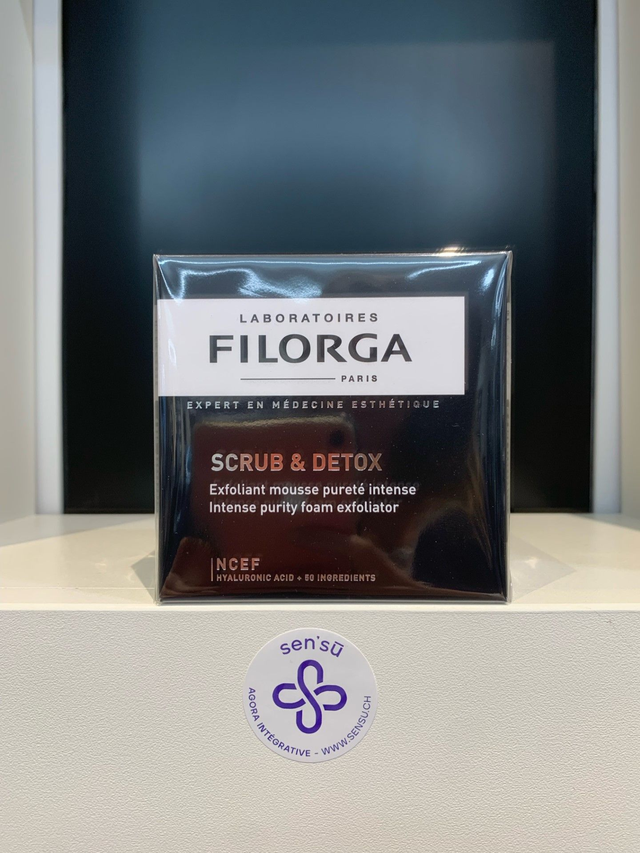 LABORATOIRES
FILORGA
PARIS
EXPERT EN MÉDECINE ESTHÉTIQUE
SCRUB & DETOX
Exfoliant mousse pureté intense
Intense purity foam exfoliator
NCEF
HYALURONIC ACID + 50 INGREDIENTS
sen'sū
AGORA INTÉGRATIVE - WWW.SENSU.CH